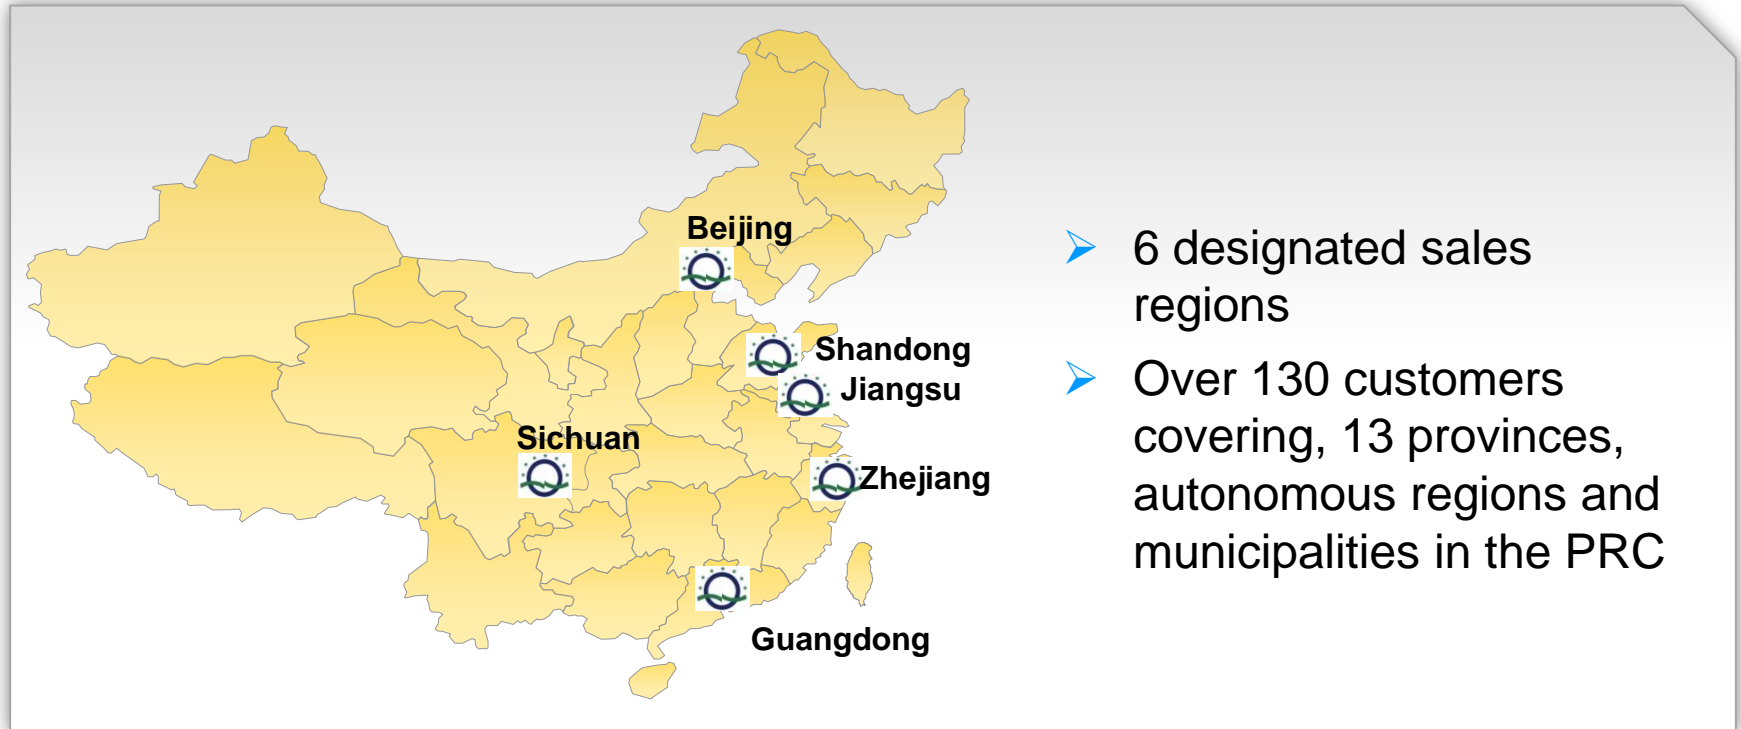 Beijing
Shandong
Jiangsu
Sichuan
Zhejiang
Guangdong
6 designated sales
regions
Over 130 customers
covering, 13 provinces,
autonomous regions and
municipalities in the PRC